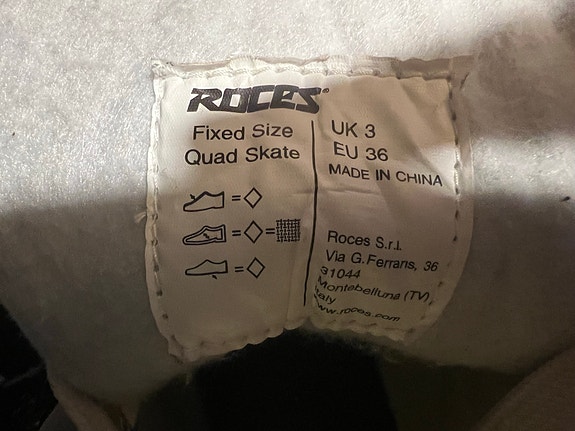 ROCES
Fixed Size
Quad Skate
UK 3
EU 36
MADE IN CHINA
Roces S.r.l.
Via G. Ferraris, 36
31044
Montebelluna (TV)
Italy
www.roces.com